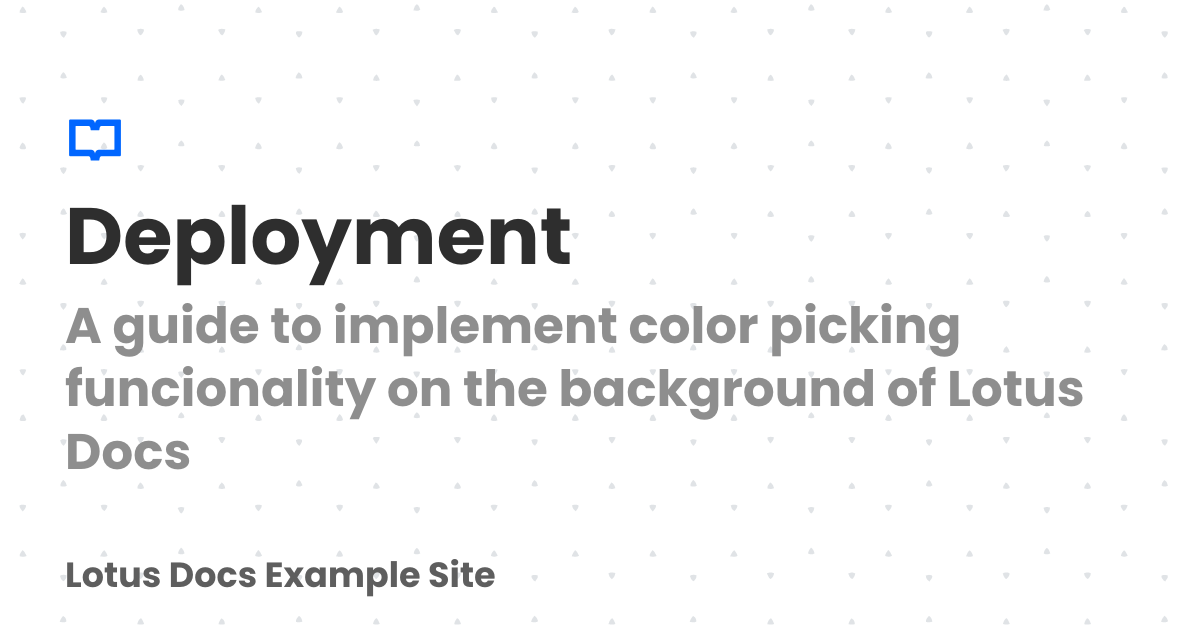 Deployment
A guide to implement color picking
funcionality on the background of Lotus
Docs
Lotus Docs Example Site